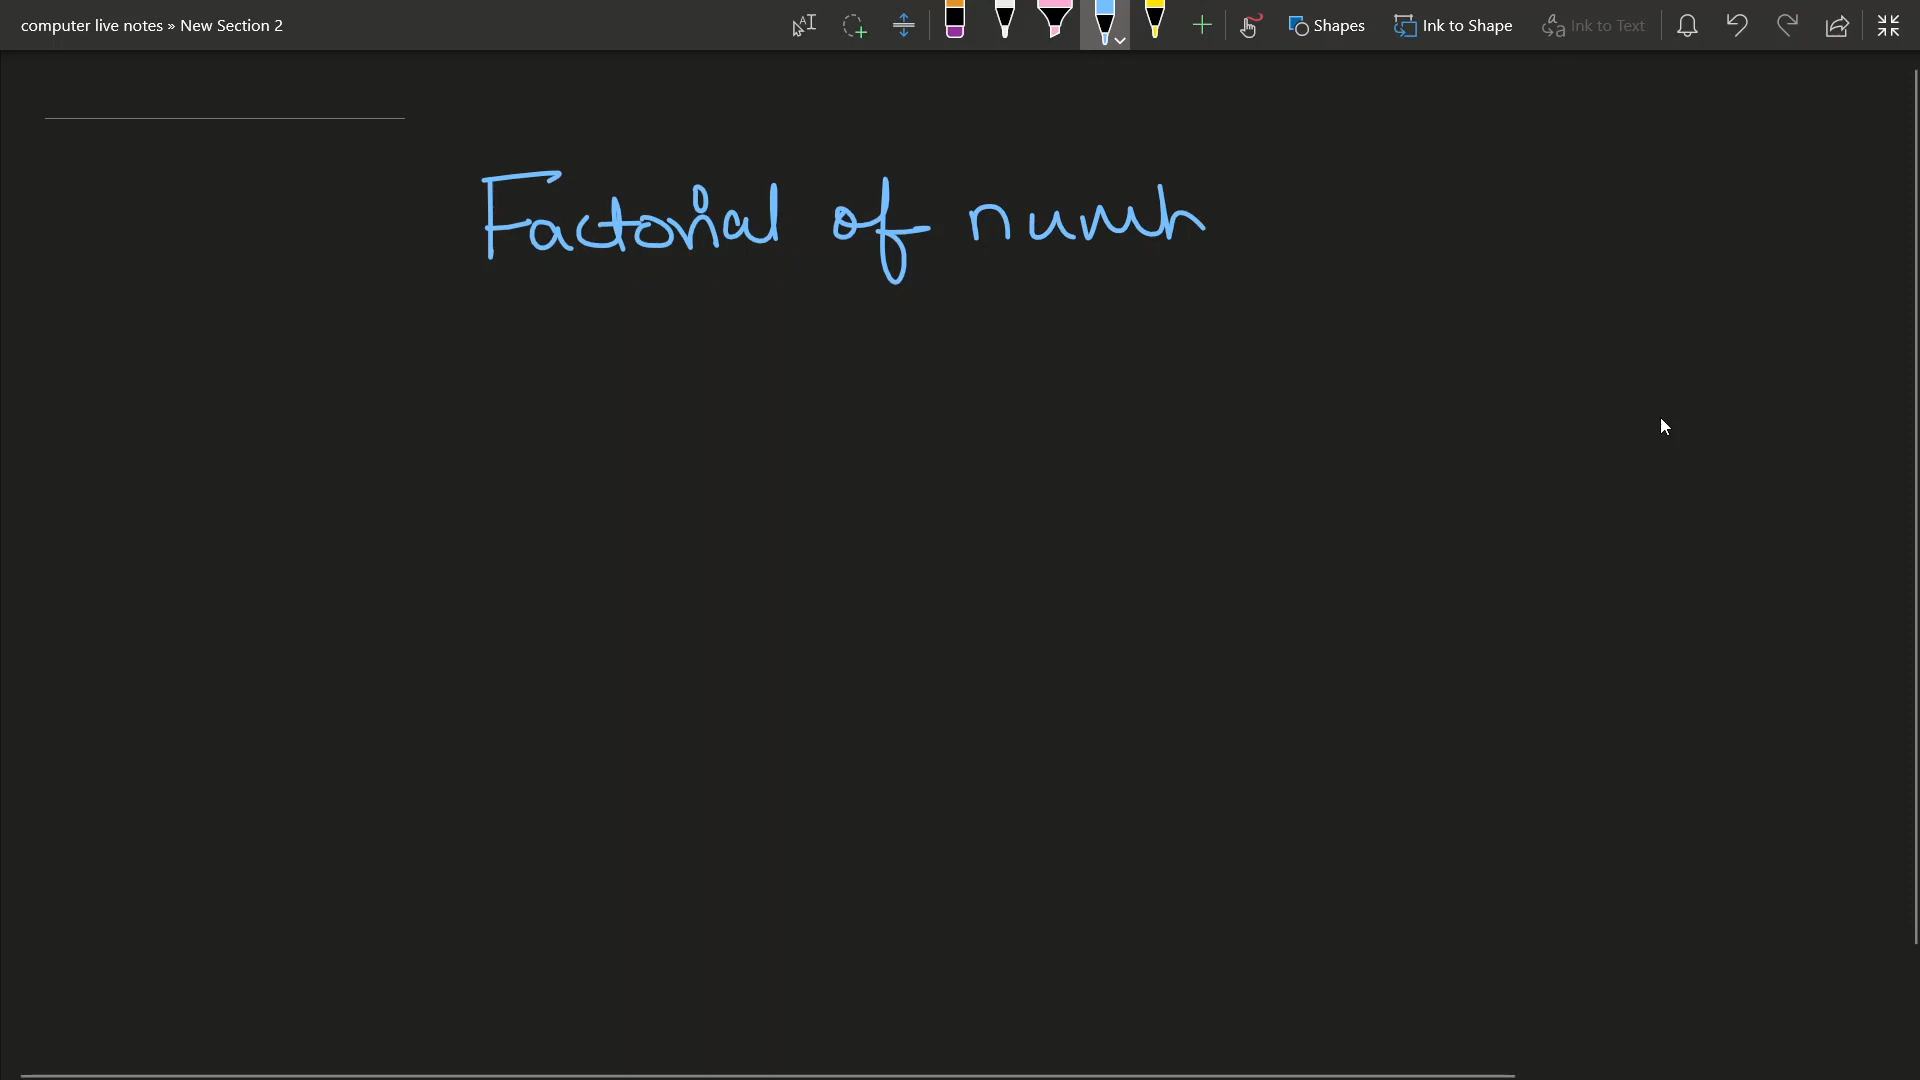 computer live notes » New Section 2
Shapes
Ink to Shape
Ink to Text
Factorial of numb